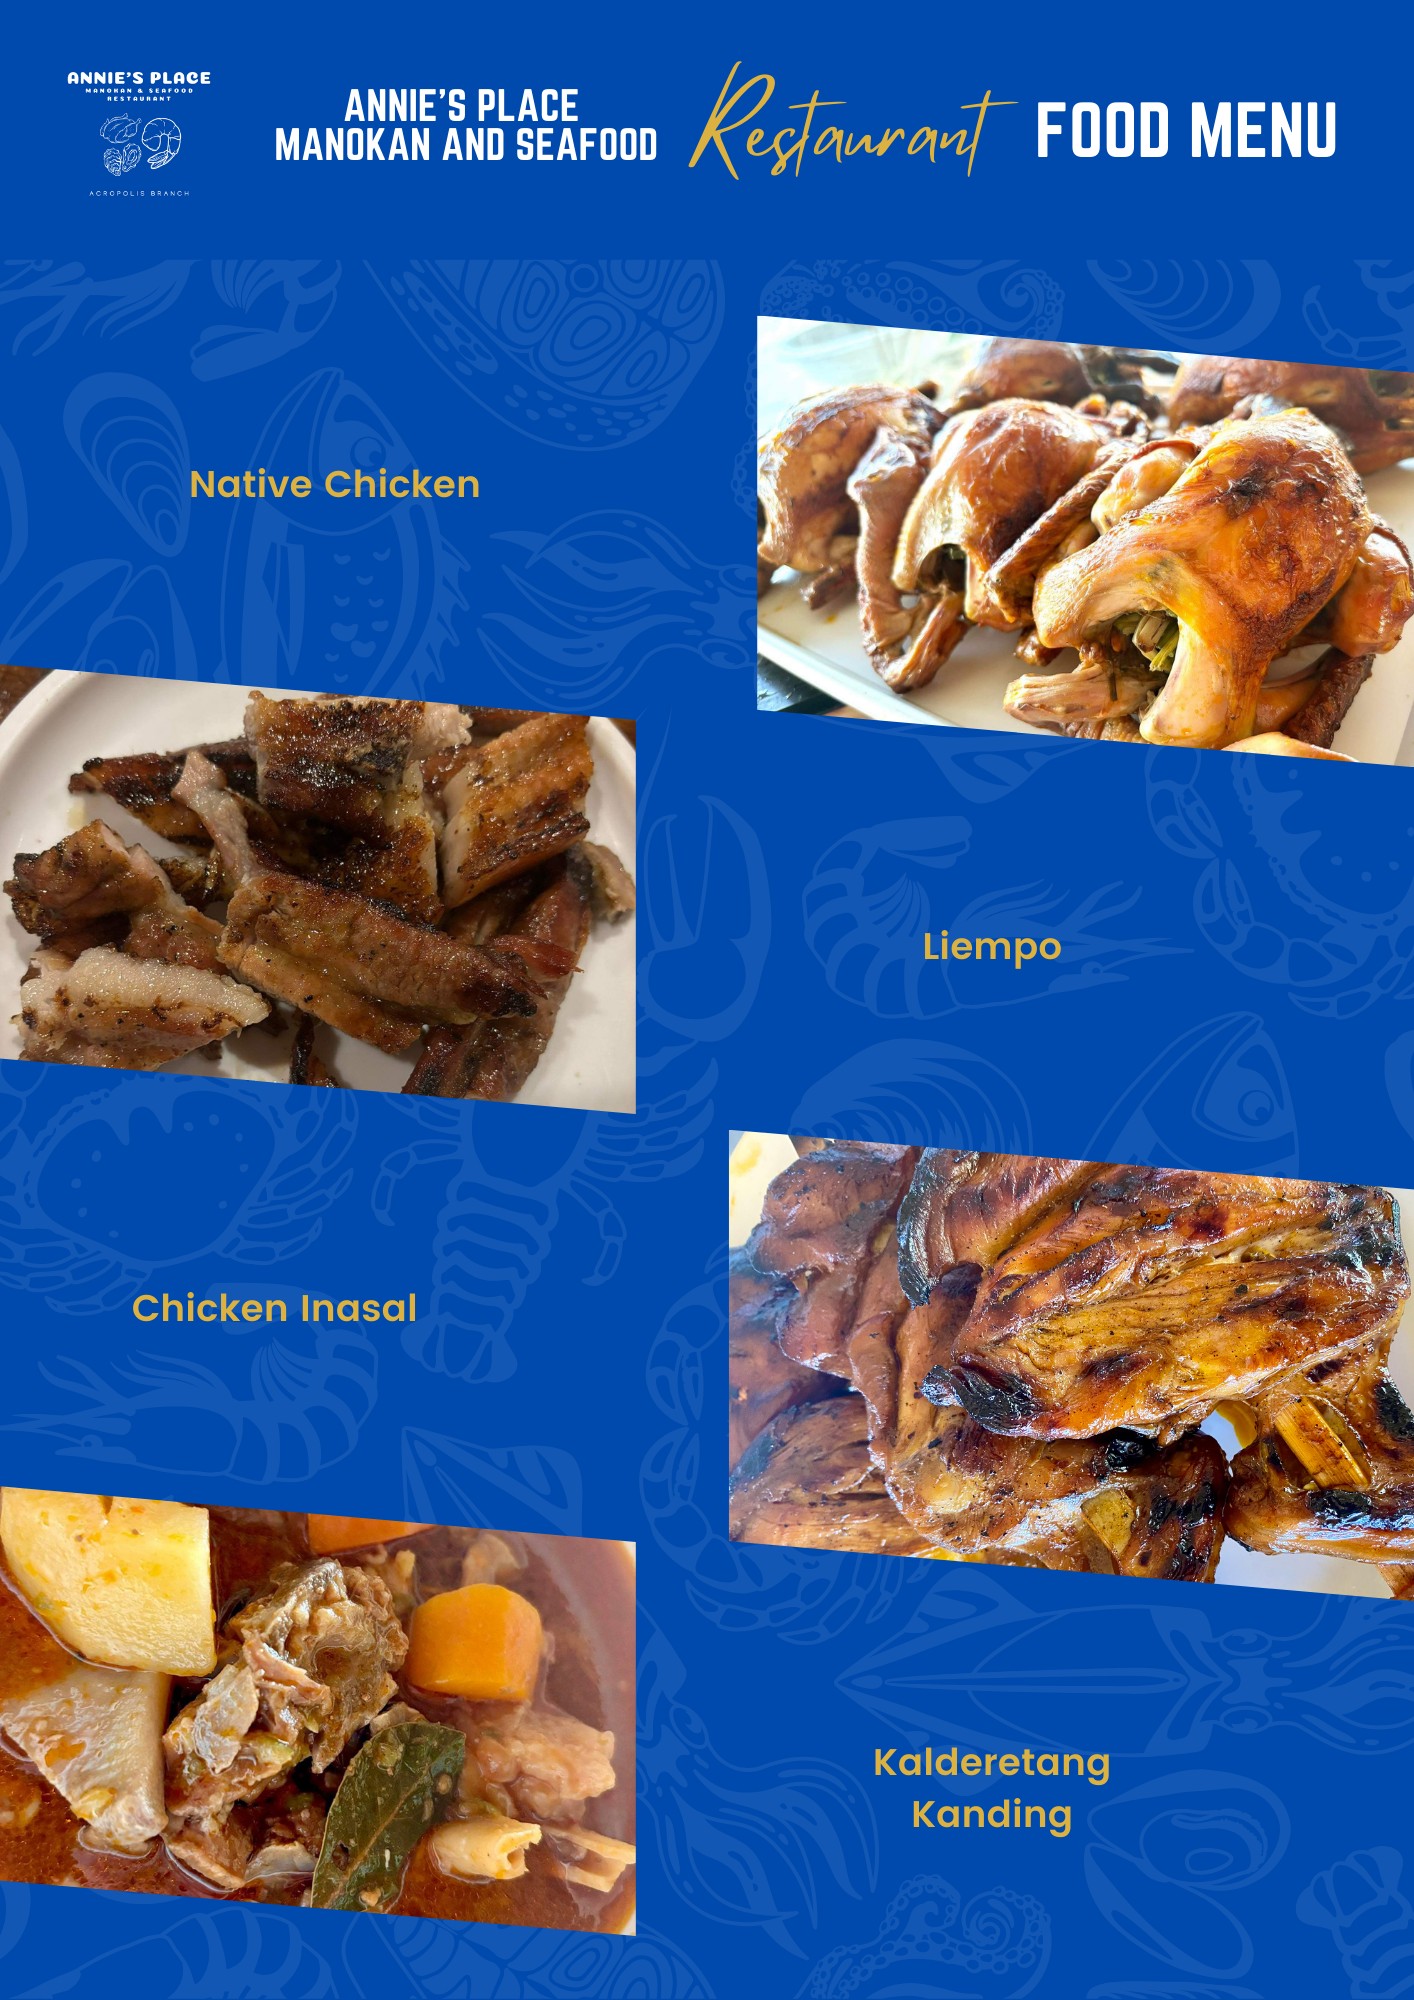 ANNIE'S PLACE
MANOKAN & SEAFOOD
RESTAURANT
ACROPOLIS BRANCH
ANNIE'S PLACE
MANOKAN AND SEAFOOD
Restaurant
FOOD MENU
Native Chicken
Liempo
Chicken Inasal
Kalderetang
Kanding